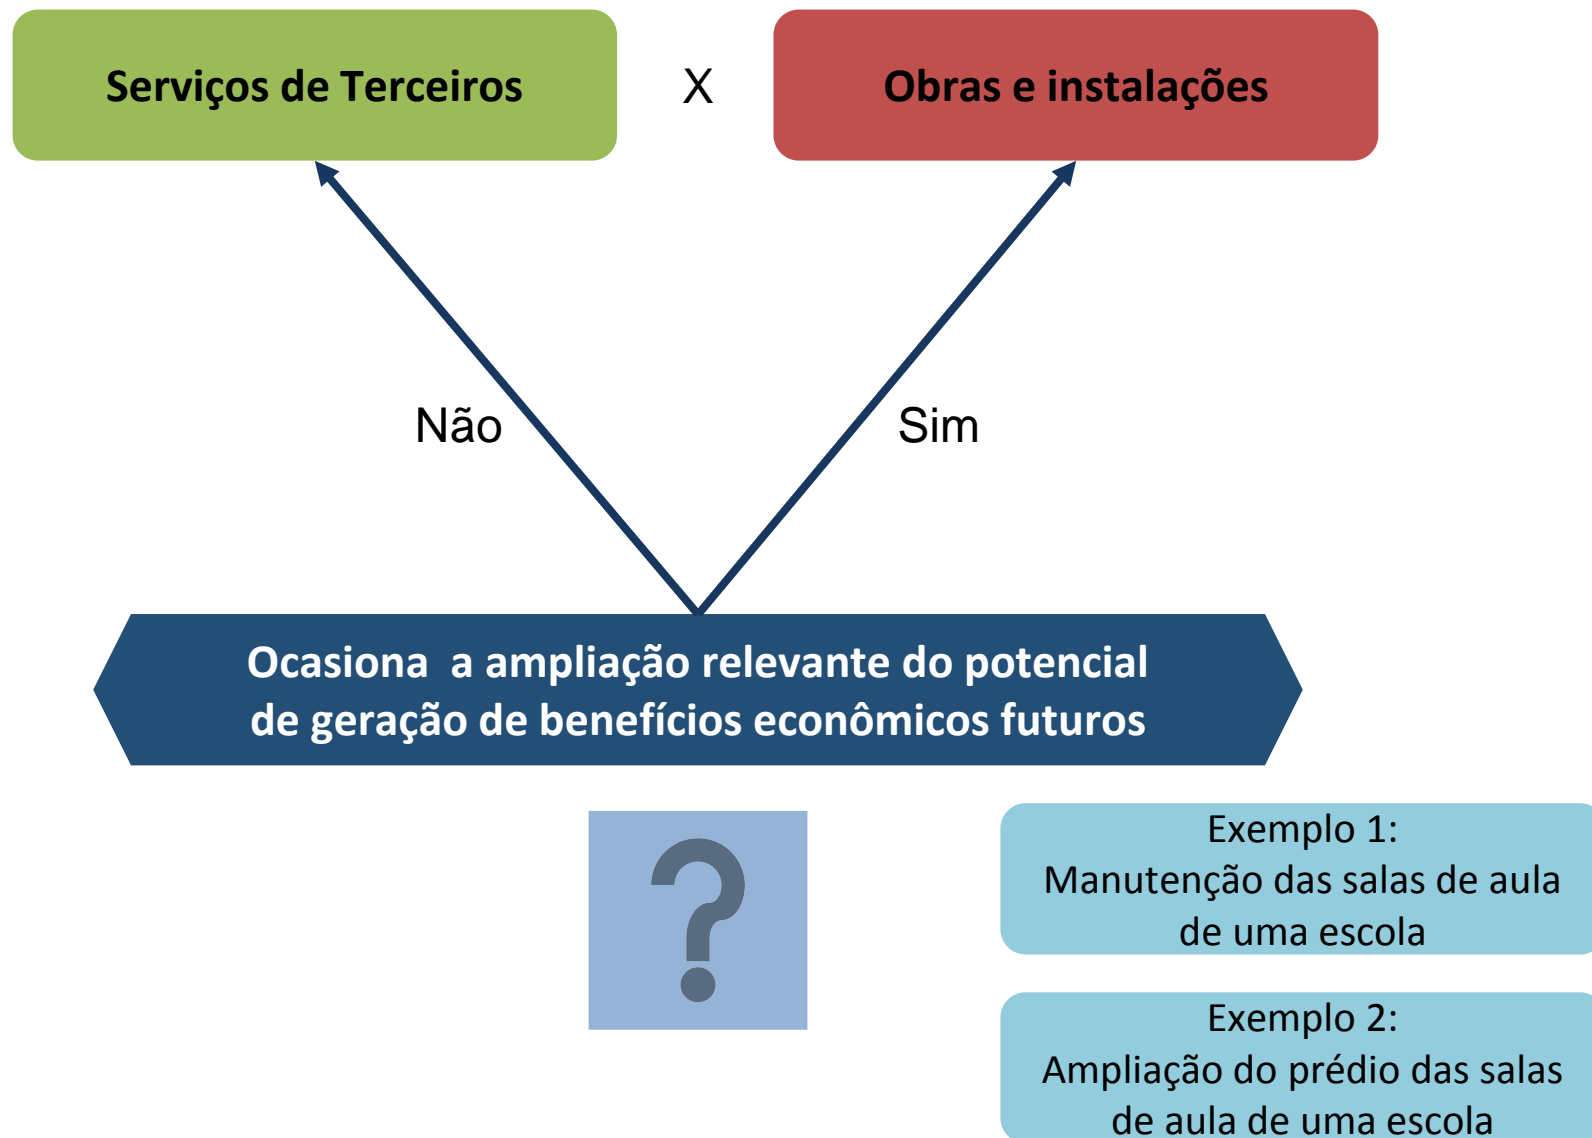 Serviços de Terceiros
X
Obras e instalações
Não
Sim
Ocasiona a ampliação relevante do potencial
de geração de benefícios econômicos futuros
?
Exemplo 1:
Manutenção das salas de aula
de uma escola
Exemplo 2:
Ampliação do prédio das salas
de aula de uma escola